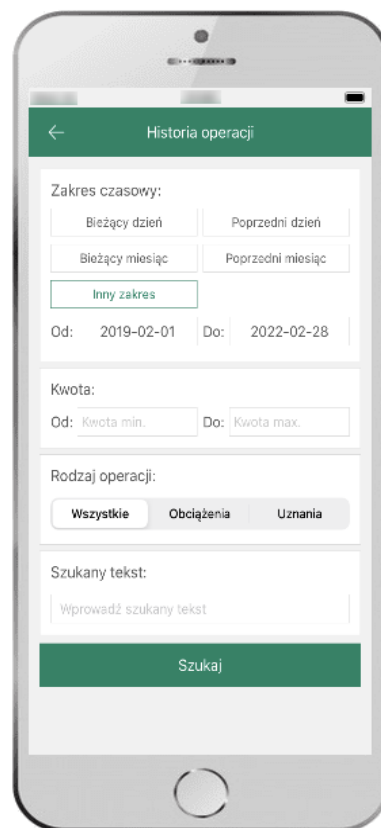 Historia operacji
Zakres czasowy:
Bieżący dzień Poprzedni dzień
Bieżący miesiąc Poprzedni miesiąc
Inny zakres
Od: 2019-02-01 Do: 2022-02-28
Kwota:
Od: Kwota min. Do: Kwota max.
Rodzaj operacji:
Wszystkie Obciążenia Uznania
Szukany tekst:
Wprowadź szukany tekst
Szukaj